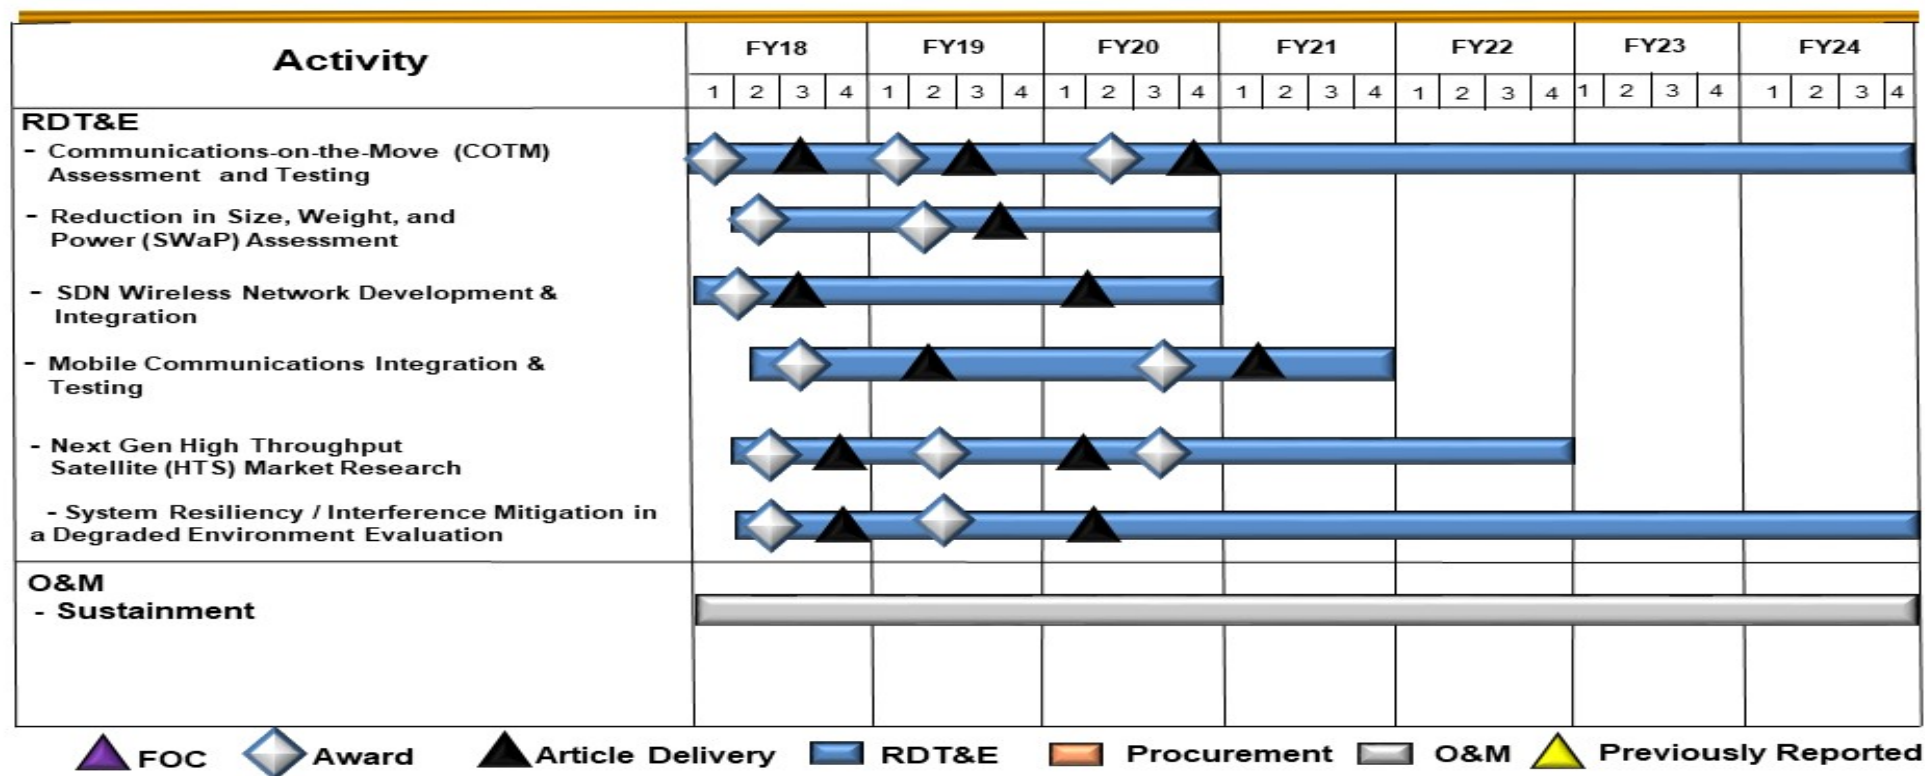 Activity
FY18 FY19 FY20 FY21 FY22 FY23 FY24
1 2 3 4 1 2 3 4 1 2 3 4 1 2 3 4 1 2 3 4 1 2 3 4 1 2 3 4
RDT&E
- Communications-on-the-Move (COTM)
Assessment and Testing
- Reduction in Size, Weight, and
Power (SWaP) Assessment
- SDN Wireless Network Development &
Integration
- Mobile Communications Integration &
Testing
- Next Gen High Throughput
Satellite (HTS) Market Research
- System Resiliency / Interference Mitigation in
a Degraded Environment Evaluation
O&M
- Sustainment
FOC Award Article Delivery RDT&E Procurement O&M Previously Reported